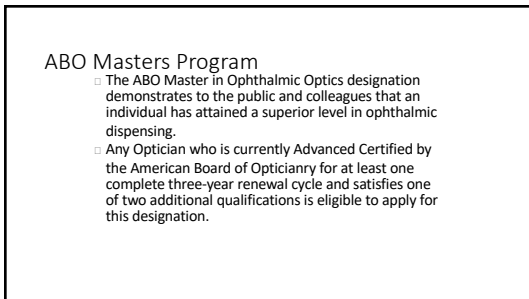 ABO Masters Program
The ABO Master in Ophthalmic Optics designation
demonstrates to the public and colleagues that an
individual has attained a superior level in ophthalmic
dispensing.
Any Optician who is currently Advanced Certified by
the American Board of Opticianry for at least one
complete three-year renewal cycle and satisfies one
of two additional qualifications is eligible to apply for
this designation.